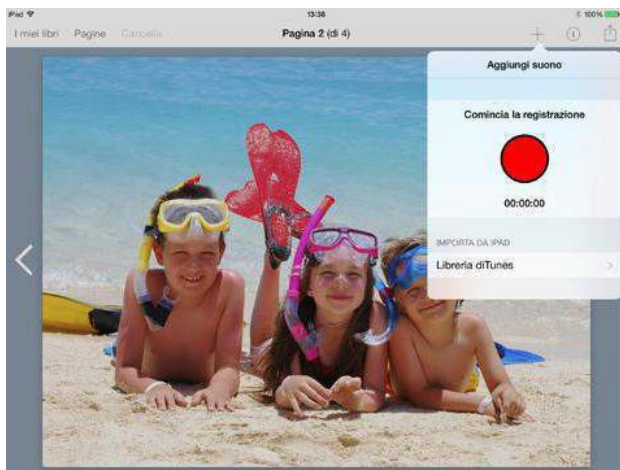 iPad 13:38 100%
I miei libri Pagine Cancella Pagina 2 (di 4)
Aggiungi suono
Comincia la registrazione
00:00:00
IMPORTA DA IPAD
Libreria diTunes